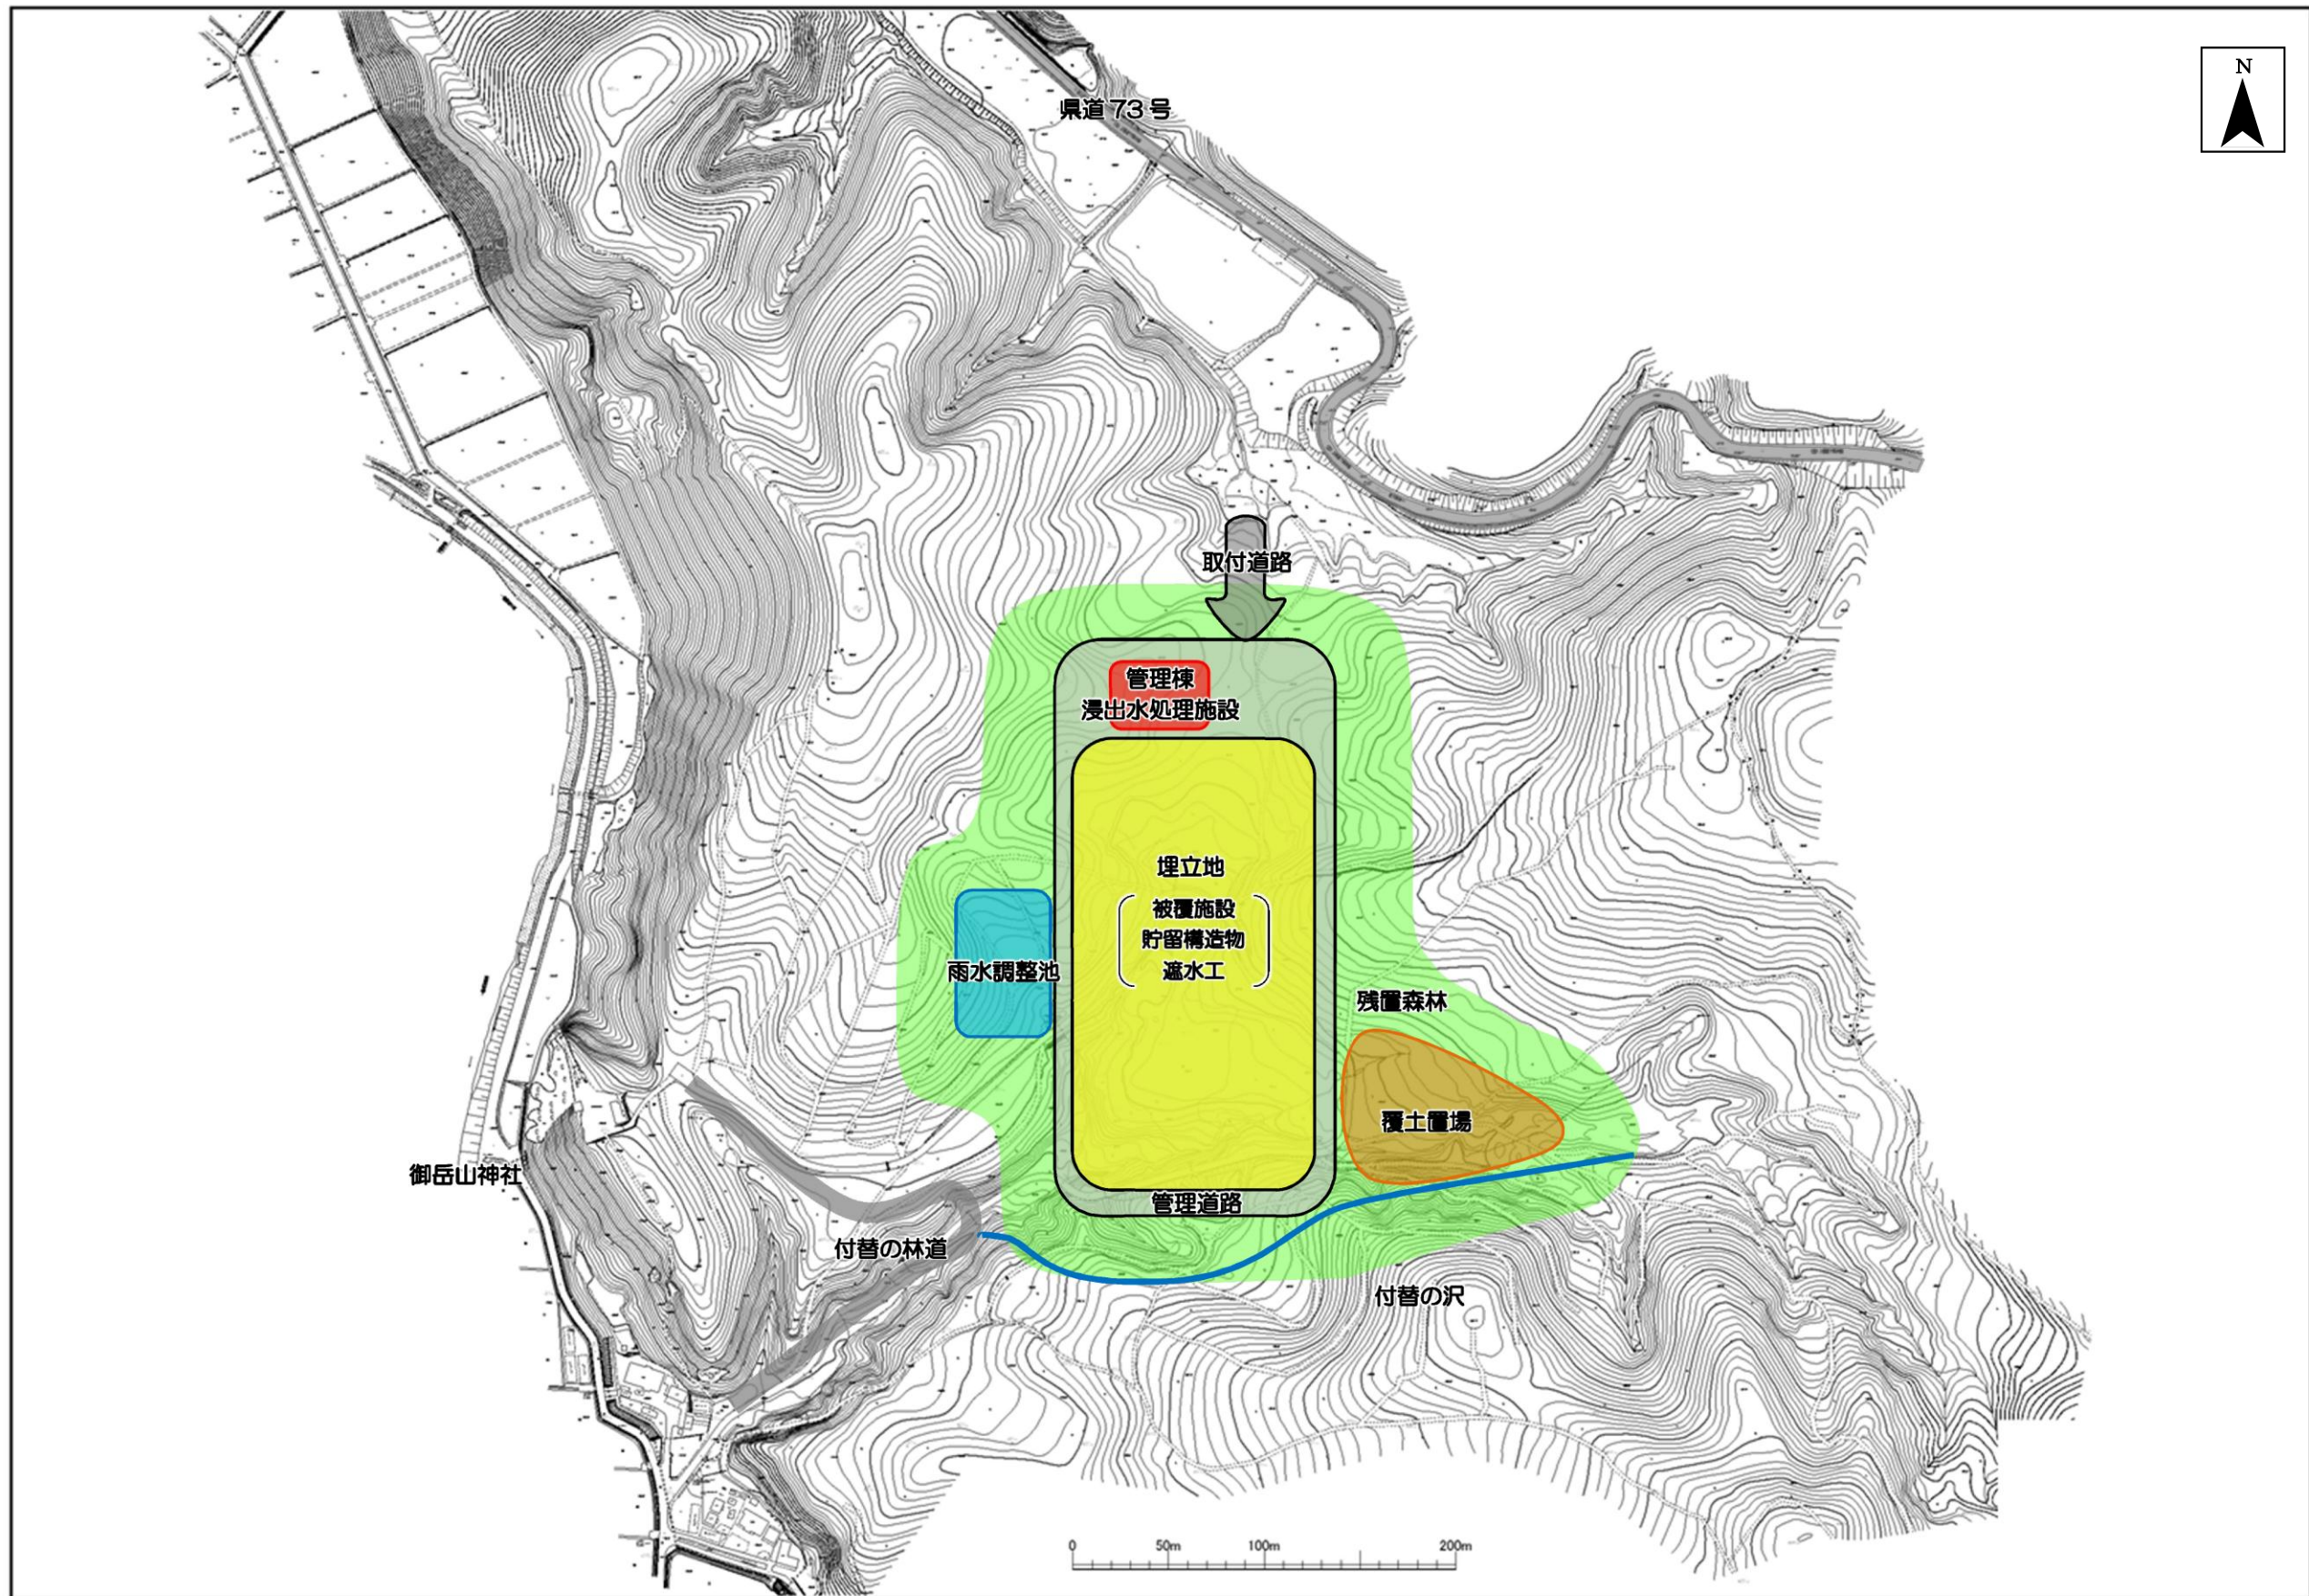 N
県道73号
取付道路
管理棟
浸出水処理施設
埋立地
被覆施設
貯留構造物
遮水工
雨水調整池
残置森林
覆土置場
御岳山神社
管理道路
付替の林道
付替の沢
0 50m 100m 200m